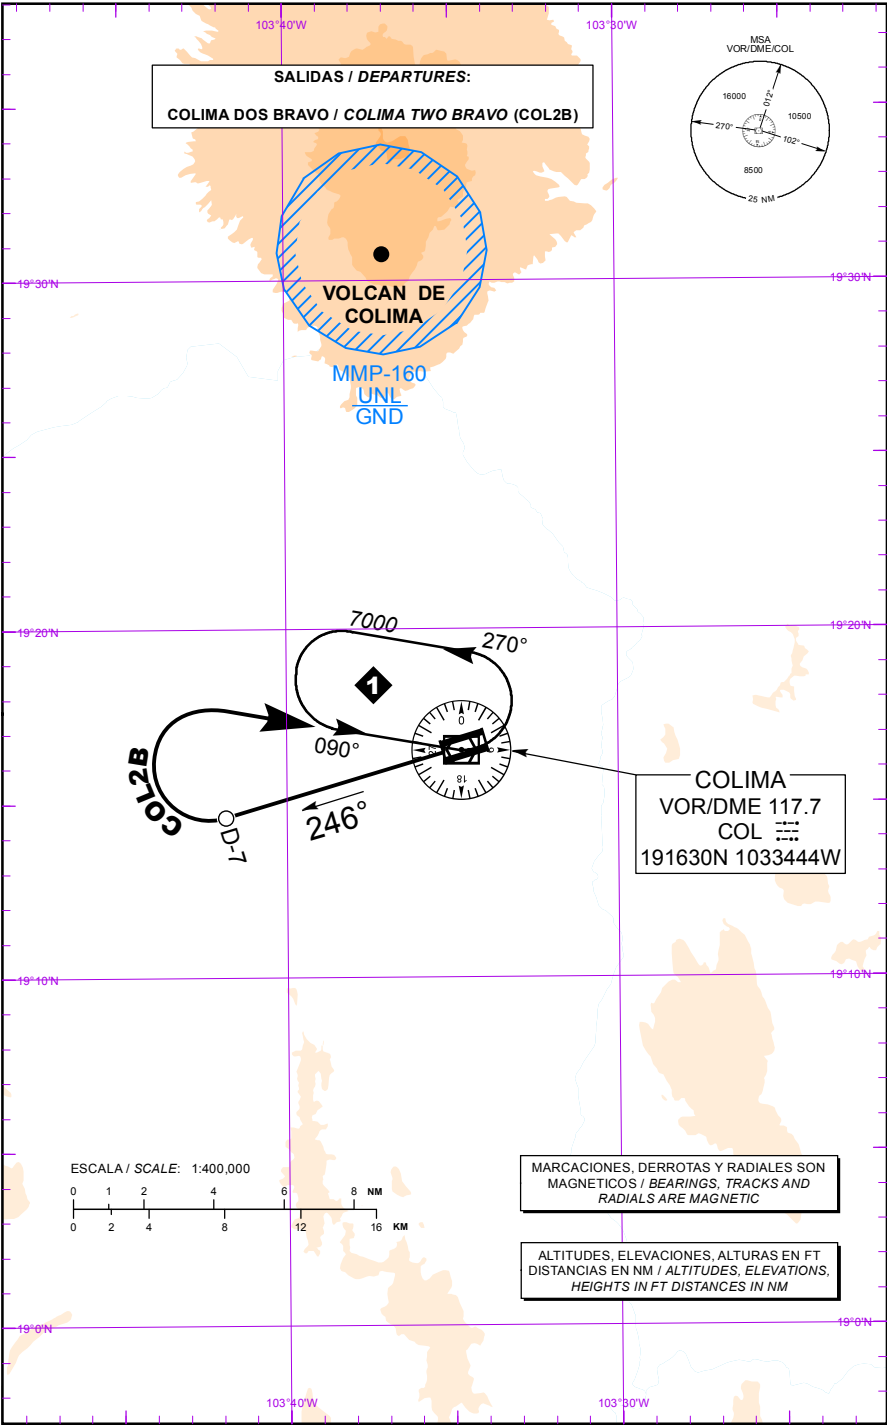 103°40'W
103°30'W
SALIDAS / DEPARTURES:
COLIMA DOS BRAVO / COLIMA TWO BRAVO (COL2B)
MSA
VOR/DME/COL
16000
012°
10500
270°
102°
8500
25 NM
19°30'N
19°30'N
VOLCAN DE
COLIMA
MMP-160
UNL
GND
19°20'N
19°20'N
7000
270°
1
090°
0
9
18
COL2B
D-7
246°
COLIMA
VOR/DME 117.7
COL
191630N 1033444W
19°10'N
19°10'N
ESCALA / SCALE: 1:400,000
0 1 2 4 6 8 NM
0 2 4 8 12 16 KM
MARCACIONES, DERROTAS Y RADIALES SON
MAGNETICOS / BEARINGS, TRACKS AND
RADIALS ARE MAGNETIC
ALTITUDES, ELEVACIONES, ALTURAS EN FT
DISTANCIAS EN NM / ALTITUDES, ELEVATIONS,
HEIGHTS IN FT DISTANCES IN NM
19°0'N
19°0'N
103°40'W
103°30'W